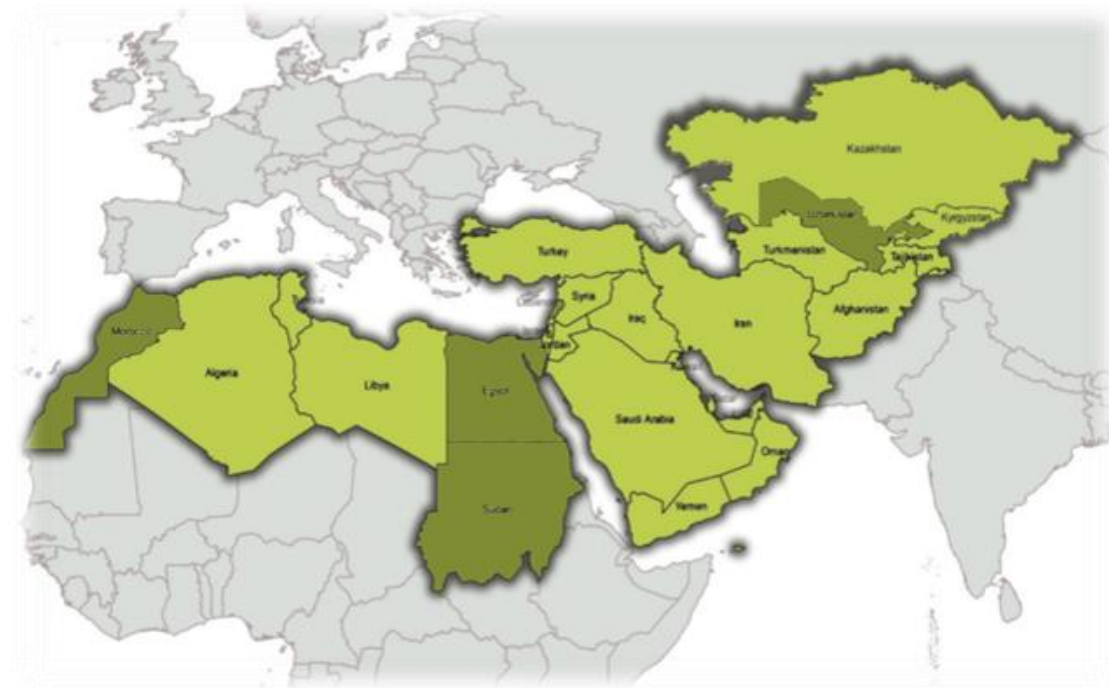 Kazakhstan
Uzbekistan
Kyrgyzstan
Turkey
Turkmenistan
Tajikistan
Syria
Afghanistan
Iraq
Iran
Morocco
Jordan
Algeria
Libya
Egypt
Saudi Arabia
Oman
Yemen
Sudan